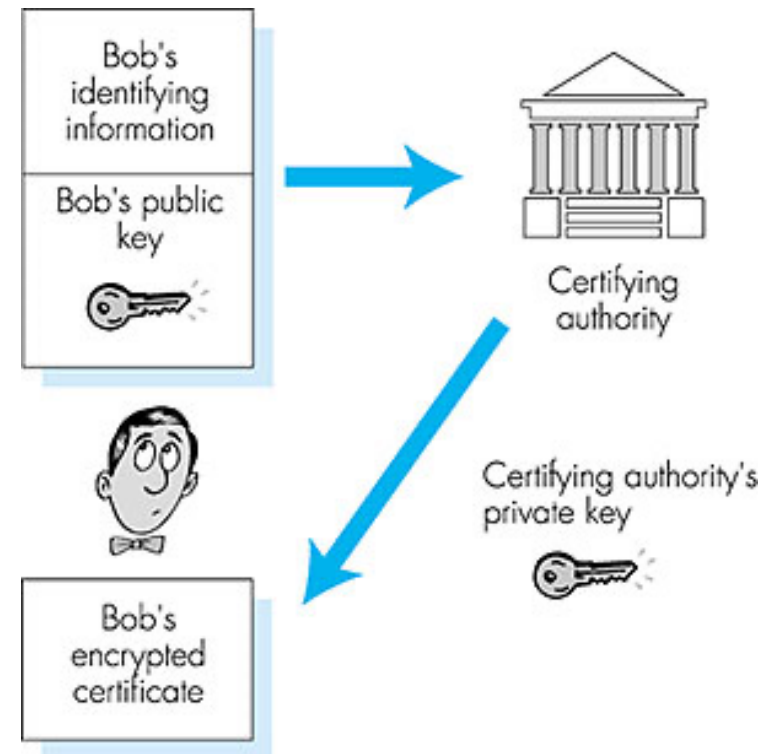 Bob's
identifying
information
Bob's public
key
Certifying
authority
Certifying authority's
private key
Bob's
encrypted
certificate